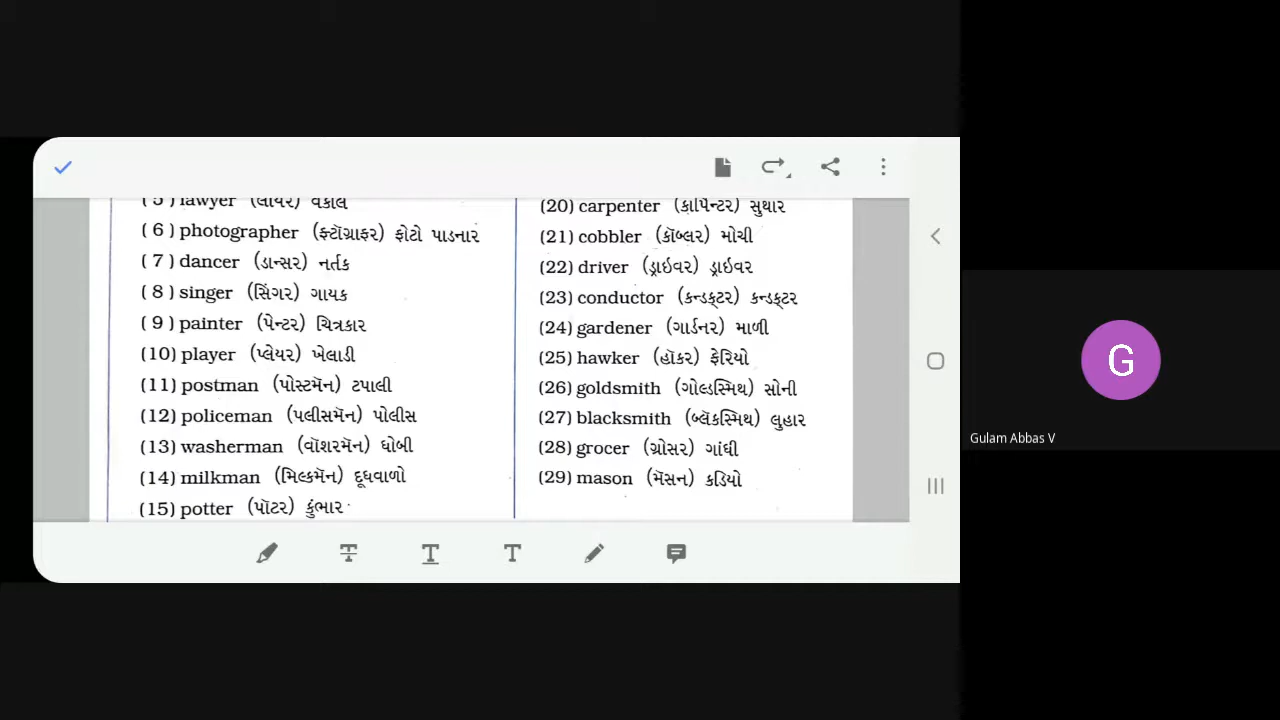 ( 5 ) lawyer (લૉયર) વકીલ
( 6 ) photographer (ફ્ટૉગ્રાફર) ફોટો પાડનાર
( 7 ) dancer (ડાન્સર) નર્તક
( 8 ) singer (સિંગર) ગાયક
( 9 ) painter (પેન્ટર) ચિત્રકાર
(10) player (પ્લેયર) ખેલાડી
(11) postman (પોસ્ટમૅન) ટપાલી
(12) policeman (પલીસમૅન) પોલીસ
(13) washerman (વૉશરમૅન) ધોબી
(14) milkman (મિલ્કમૅન) દૂધવાળો
(15) potter (પૉટર) કુંભાર
(20) carpenter (કાર્પિન્ટર) સુથાર
(21) cobbler (કૉબ્લર) મોચી
(22) driver (ડ્રાઇવર) ડ્રાઇવર
(23) conductor (કન્ડક્ટર) કન્ડક્ટર
(24) gardener (ગાર્ડનર) માળી
(25) hawker (હૉકર) ફેરિયો
(26) goldsmith (ગોલ્ડસ્મિથ) સોની
(27) blacksmith (બ્લૅકસ્મિથ) લુહાર
(28) grocer (ગ્રોસર) ગાંધી
(29) mason (મૅસન) કડિયો
G
Gulam Abbas V